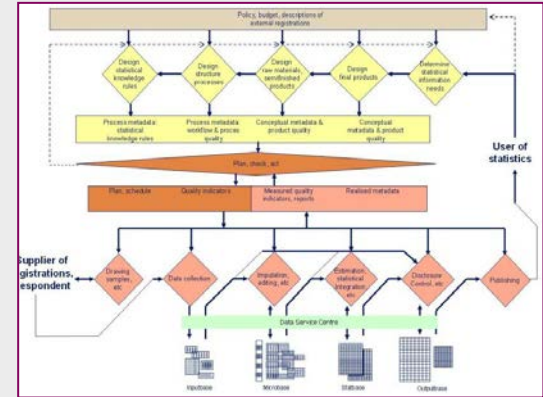 Policy, budget, descriptions of
external registrations
Design
statistical
knowledge
rules
Design
structure
processes
Design
raw materials,
semifinished
products
Design
final products
Determine
statistical
information
needs
Process metadata:
statistical
knowledge rules
Process metadata:
workflow & proces
quality
Conceptual metadata &
product quality
Conceptual
metadata & product
quality
User of
statistics
Plan, check, act
Plan, schedule
Quality indicators
Measured quality
indicators, reports
Realised metadata
Supplier of
egistrations,
espondent
Drawing
samples,
etc
Data collection
Imputation,
editing, etc
Estimation,
statistical
integration,
etc
Disclosure
Control, etc
Publishing
Data Service Centre
Inputbase
Microbase
Statbase
Outputbase